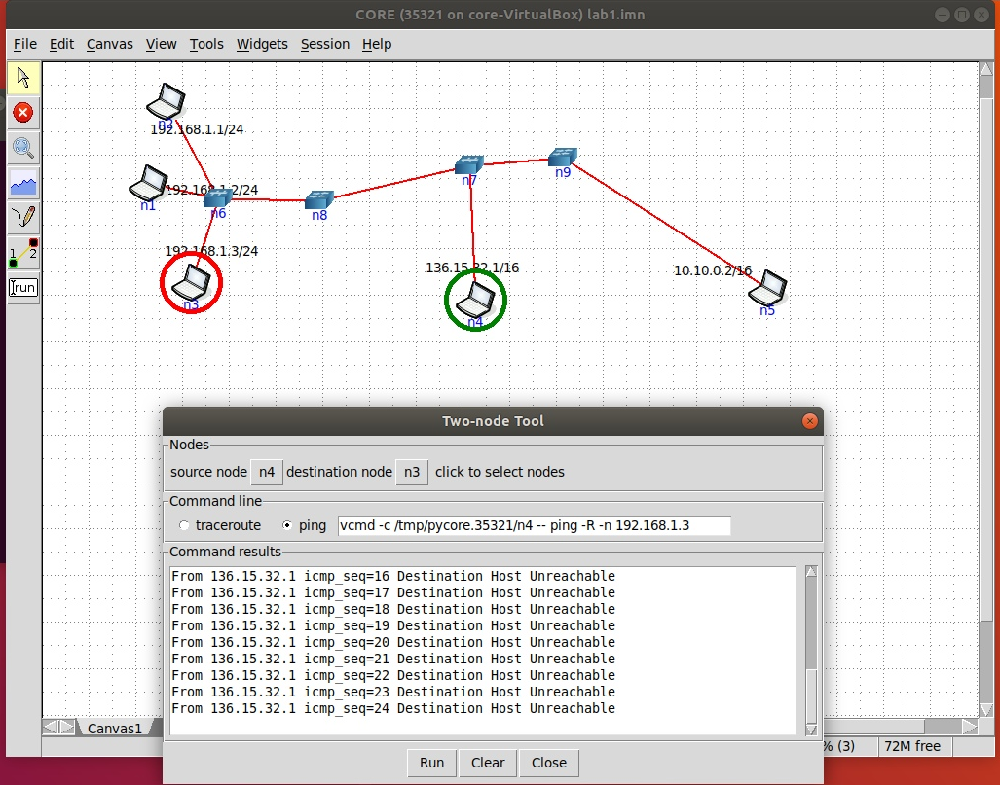 CORE (35321 on core-VirtualBox) lab1.imn
File Edit Canvas View Tools Widgets Session Help
n2
192.168.1.1/24
n1
192.168.1.2/24
n6
n8
n7
n9
192.168.1.3/24
n3
136.15.32.1/16
n4
10.10.0.2/16
n5
1 2
run
Two-node Tool
Nodes
source node n4 destination node n3 click to select nodes
Command line
traceroute ping vcmd -c /tmp/pycore.35321/n4 -- ping -R -n 192.168.1.3
Command results
From 136.15.32.1 icmp_seq=16 Destination Host Unreachable
From 136.15.32.1 icmp_seq=17 Destination Host Unreachable
From 136.15.32.1 icmp_seq=18 Destination Host Unreachable
From 136.15.32.1 icmp_seq=19 Destination Host Unreachable
From 136.15.32.1 icmp_seq=20 Destination Host Unreachable
From 136.15.32.1 icmp_seq=21 Destination Host Unreachable
From 136.15.32.1 icmp_seq=22 Destination Host Unreachable
From 136.15.32.1 icmp_seq=23 Destination Host Unreachable
From 136.15.32.1 icmp_seq=24 Destination Host Unreachable
Run Clear Close
Canvas1
% (3) 72M free